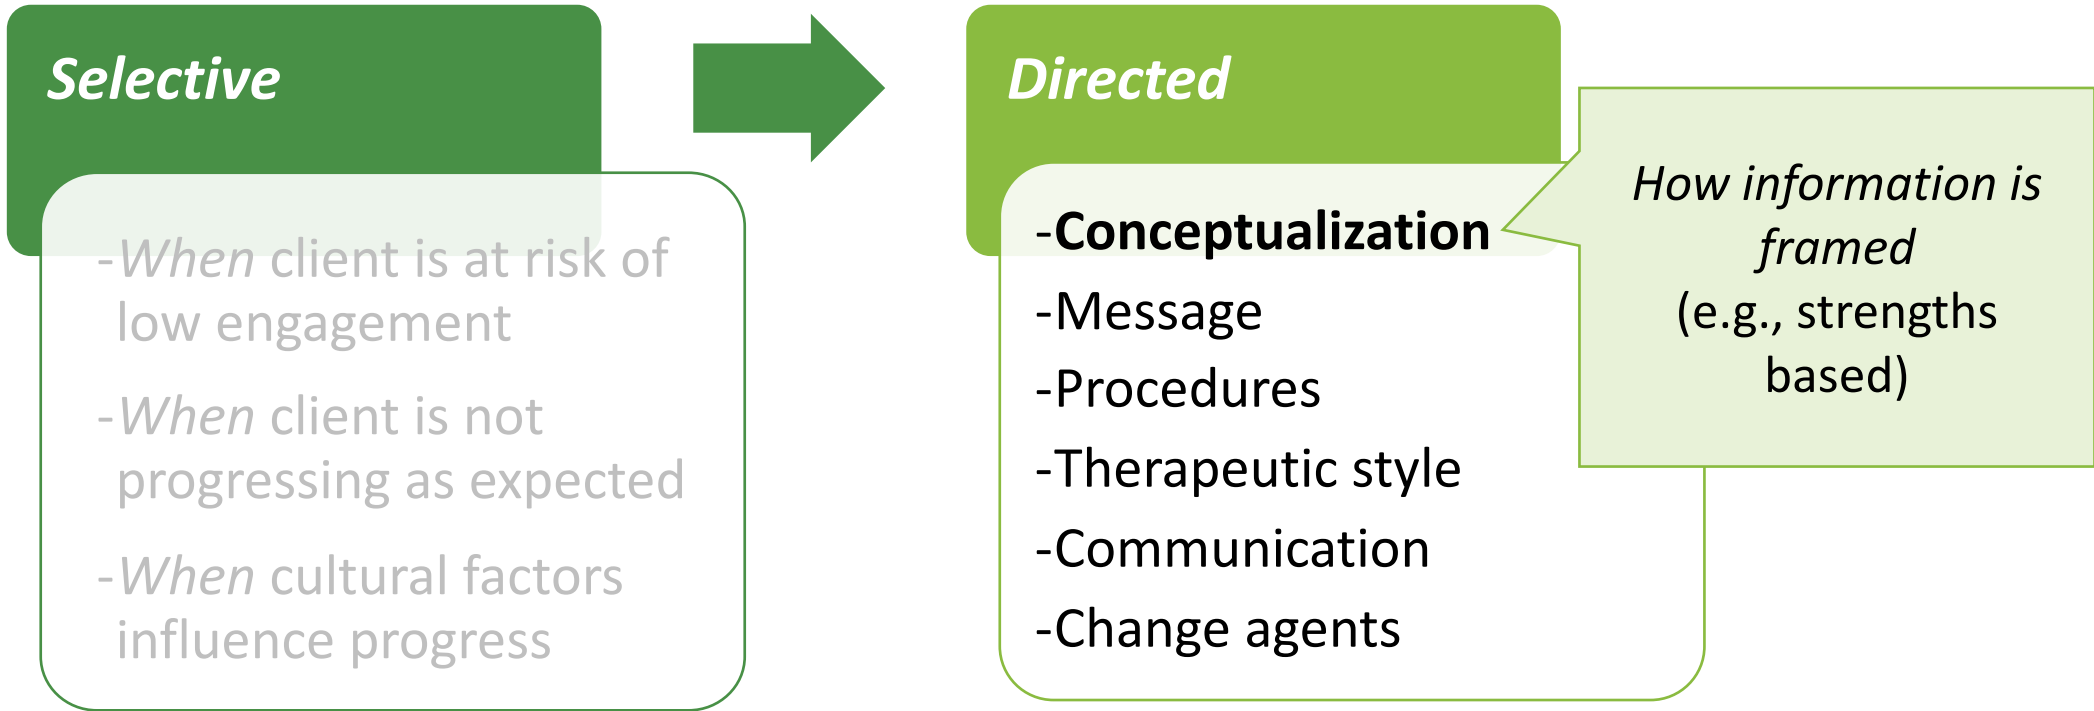 Selective
-When client is at risk of
low engagement
-When client is not
progressing as expected
-When cultural factors
influence progress
Directed
-Conceptualization
-Message
-Procedures
-Therapeutic style
-Communication
-Change agents
How information is
framed
(e.g., strengths
based)